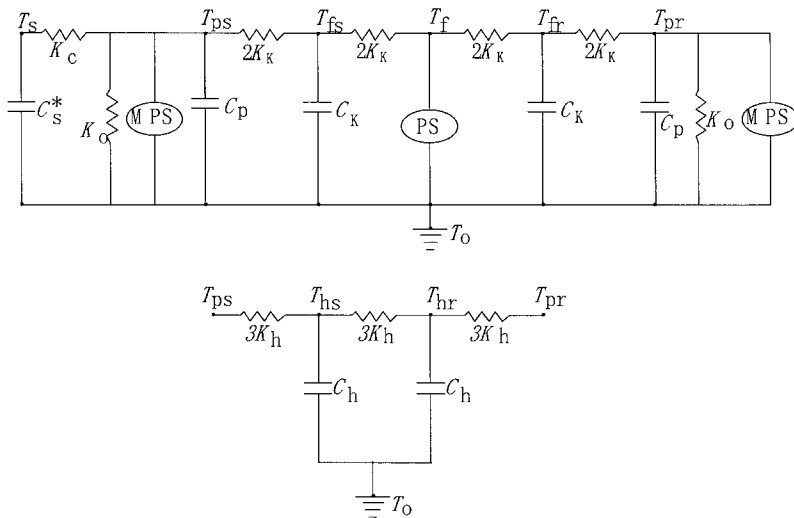 Ts Tps Tfs Tf Tfr Tpr
Kc 2KK 2KK 2KK 2KK
Cs* Ko MPS Cp CK PS CK Cp Ko MPS
To
Tps Ths Thr Tpr
3Kh 3Kh 3Kh
Ch Ch
To